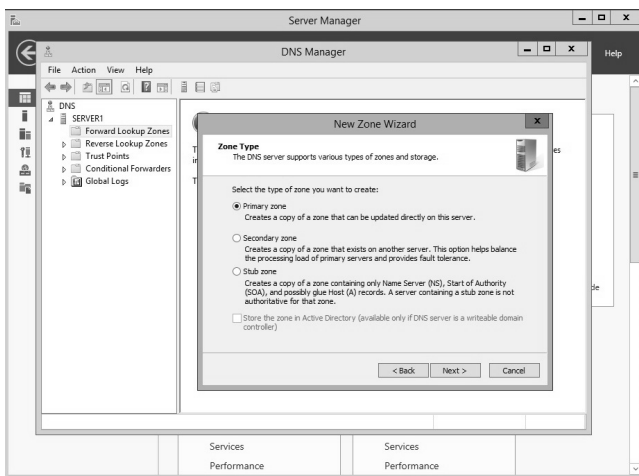 Server Manager
Help
DNS Manager
File Action View Help
DNS
SERVER1
Forward Lookup Zones
Reverse Lookup Zones
Trust Points
Conditional Forwarders
Global Logs
New Zone Wizard
Zone Type
The DNS server supports various types of zones and storage.
Select the type of zone you want to create:
Primary zone
Creates a copy of a zone that can be updated directly on this server.
Secondary zone
Creates a copy of a zone that exists on another server. This option helps balance
the processing load of primary servers and provides fault tolerance.
Stub zone
Creates a copy of a zone containing only Name Server (NS), Start of Authority
(SOA), and possibly glue Host (A) records. A server containing a stub zone is not
authoritative for that zone.
Store the zone in Active Directory (available only if DNS server is a writeable domain
controller)
< Back Next > Cancel
Services Services
Performance Performance